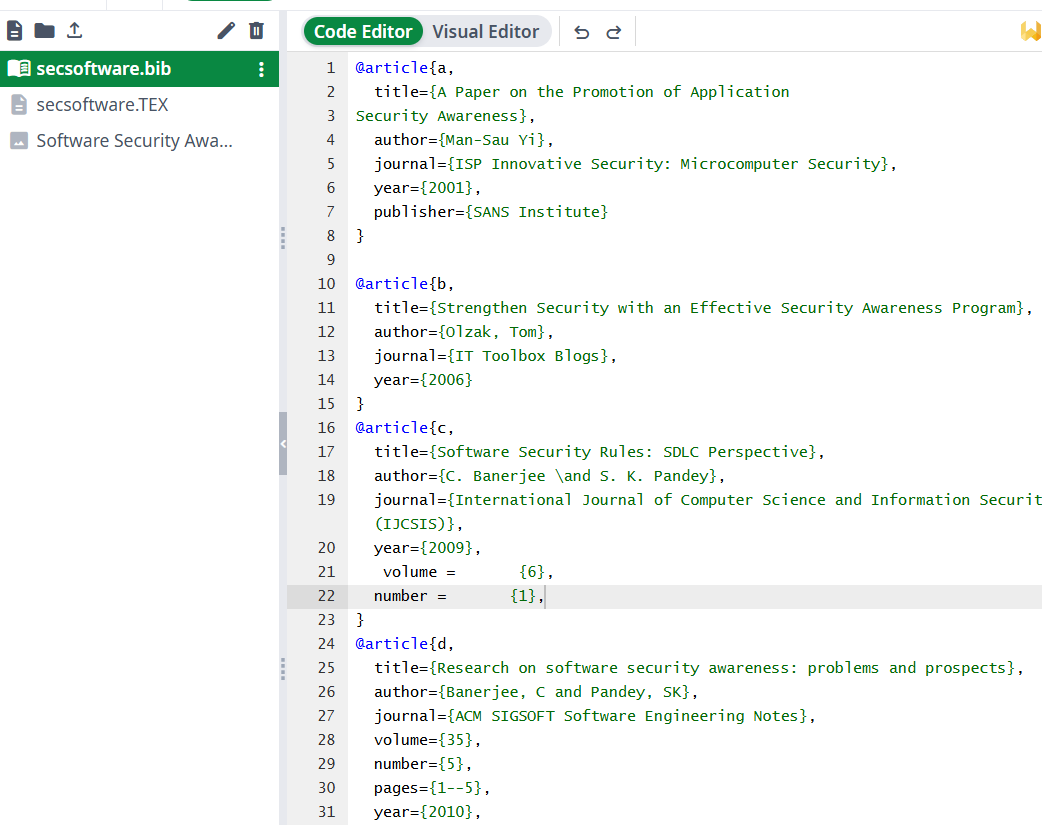 Code Editor Visual Editor
secsoftware.bib
secsoftware.TEX
Software Security Awa...
1 @article{a,
2 title={A Paper on the Promotion of Application
3 Security Awareness},
4 author={Man-Sau Yi},
5 journal={ISP Innovative Security: Microcomputer Security},
6 year={2001},
7 publisher={SANS Institute}
8 }
9
10 @article{b,
11 title={Strengthen Security with an Effective Security Awareness Program},
12 author={Olzak, Tom},
13 journal={IT Toolbox Blogs},
14 year={2006}
15 }
16 @article{c,
17 title={Software Security Rules: SDLC Perspective},
18 author={C. Banerjee \and S. K. Pandey},
19 journal={International Journal of Computer Science and Information Securit
(IJCSIS)},
20 year={2009},
21 volume = {6},
22 number = {1},
23 }
24 @article{d,
25 title={Research on software security awareness: problems and prospects},
26 author={Banerjee, C and Pandey, SK},
27 journal={ACM SIGSOFT Software Engineering Notes},
28 volume={35},
29 number={5},
30 pages={1--5},
31 year={2010},